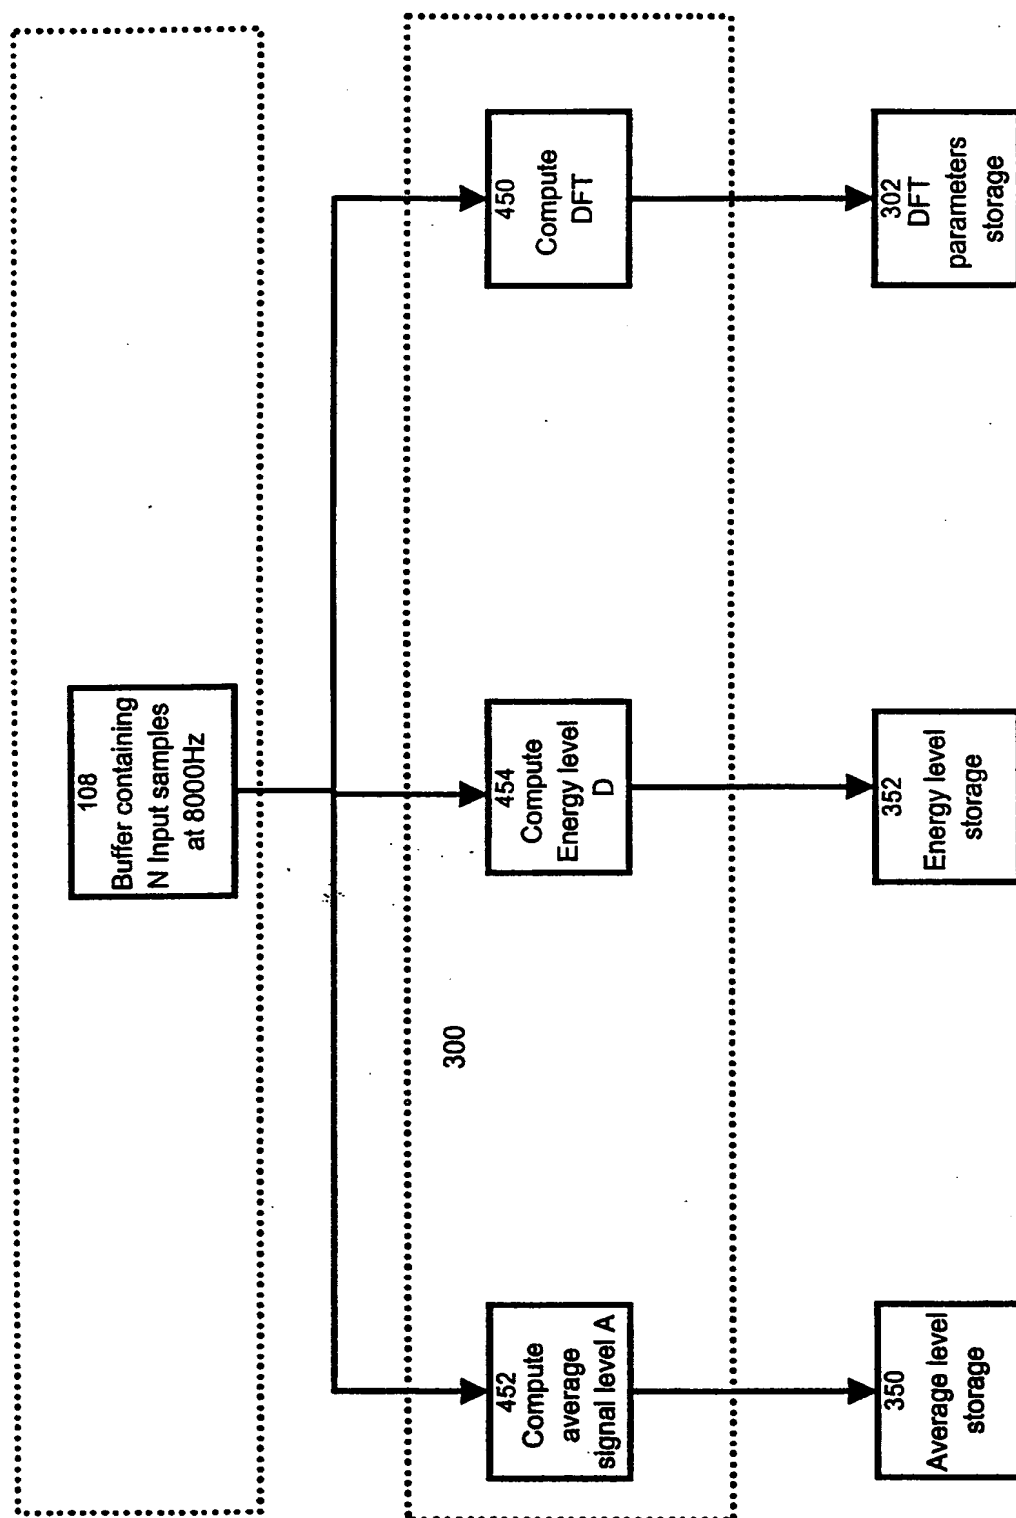 108
Buffer containing
N Input samples
at 8000Hz
300
452
Compute
average
signal level A
454
Compute
Energy level
D
450
Compute
DFT
350
Average level
storage
352
Energy level
storage
302
DFT
parameters
storage